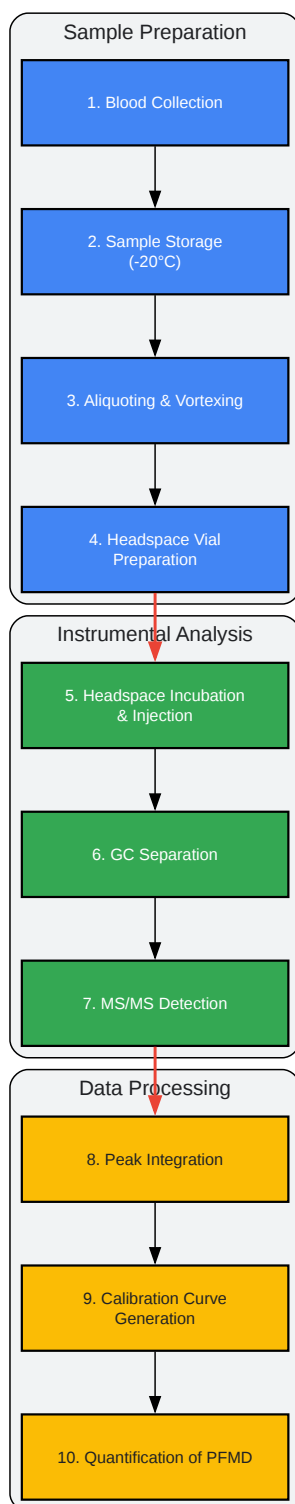 Sample Preparation
1. Blood Collection
2. Sample Storage
(-20°C)
3. Aliquoting & Vortexing
4. Headspace Vial
Preparation
Instrumental Analysis
5. Headspace Incubation
& Injection
6. GC Separation
7. MS/MS Detection
Data Processing
8. Peak Integration
9. Calibration Curve
Generation
10. Quantification of PFMD